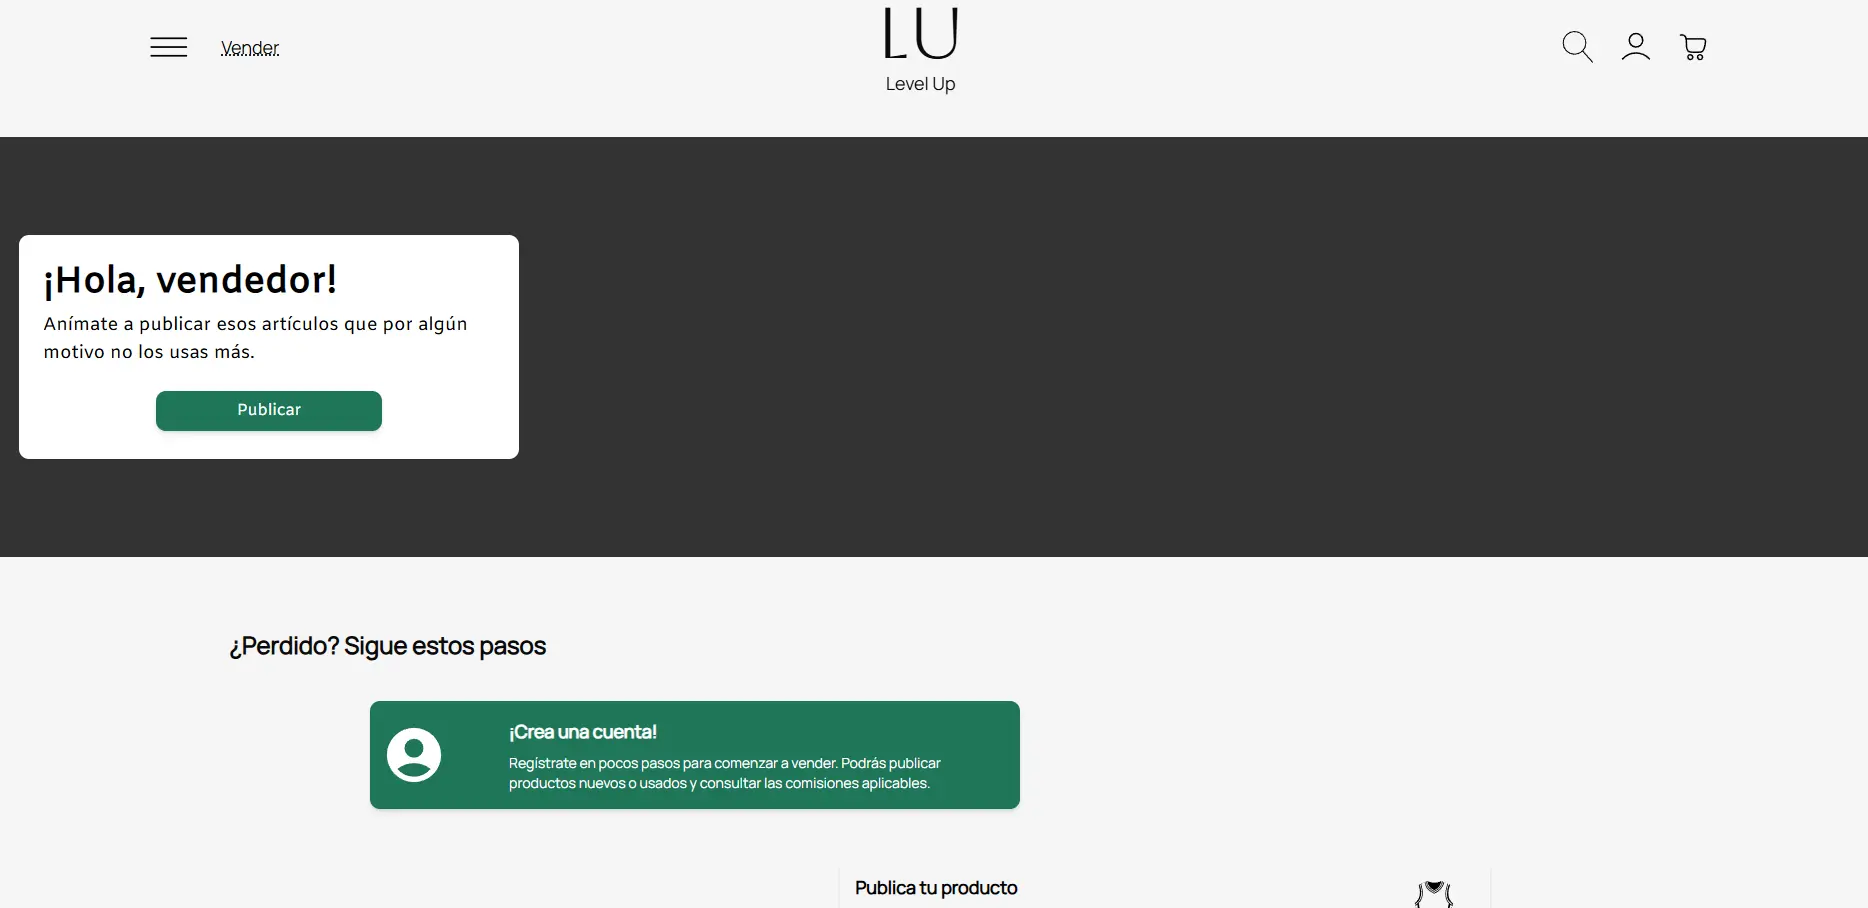 Vender
LU
Level Up
¡Hola, vendedor!
Anímate a publicar esos artículos que por algún
motivo no los usas más.
Publicar
¿Perdido? Sigue estos pasos
¡Crea una cuenta!
Regístrate en pocos pasos para comenzar a vender. Podrás publicar
productos nuevos o usados y consultar las comisiones aplicables.
Publica tu producto